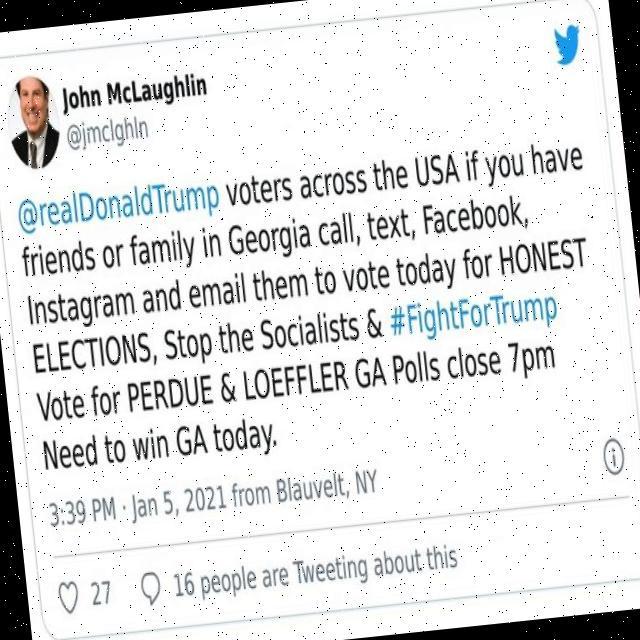 John McLaughlin
@jmclghln
@realDonaldTrump voters across the USA if you have
friends or family in Georgia call, text, Facebook,
Instagram and email them to vote today for HONEST
ELECTIONS, Stop the Socialists & #FightForTrump
Vote for PERDUE & LOEFFLER GA Polls close 7pm
Need to win GA today.
3:39 PM · Jan 5, 2021 from Blauvelt, NY
27 16 people are Tweeting about this